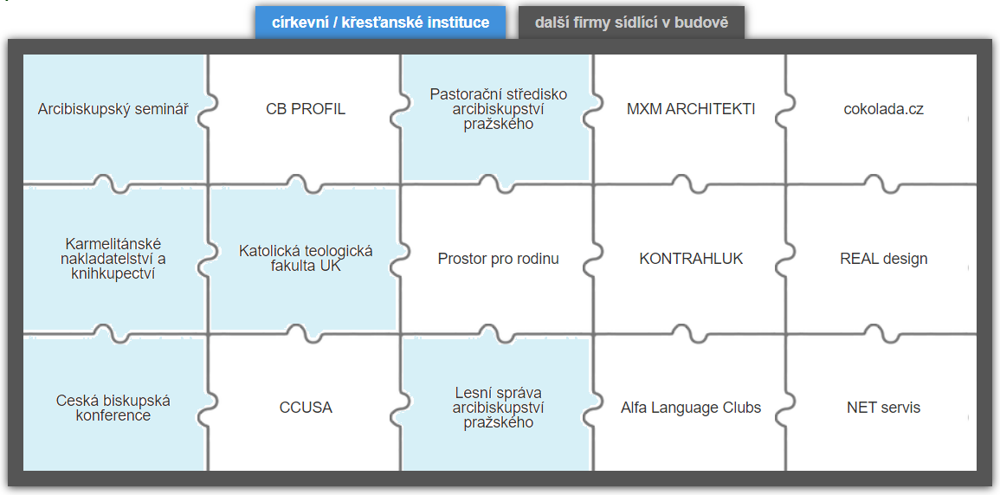 církevní / křesťanské instituce
další firmy sídlící v budově
Arcibiskupský seminář
CB PROFIL
Pastorační středisko
arcibiskupství
pražského
MXM ARCHITEKTI
cokolada.cz
Karmelitánské
nakladatelství a
knihkupectví
Katolická teologická
fakulta UK
Prostor pro rodinu
KONTRAHLUK
REAL design
Ceská biskupská
konference
CCUSA
Lesní správa
arcibiskupství
pražského
Alfa Language Clubs
NET servis